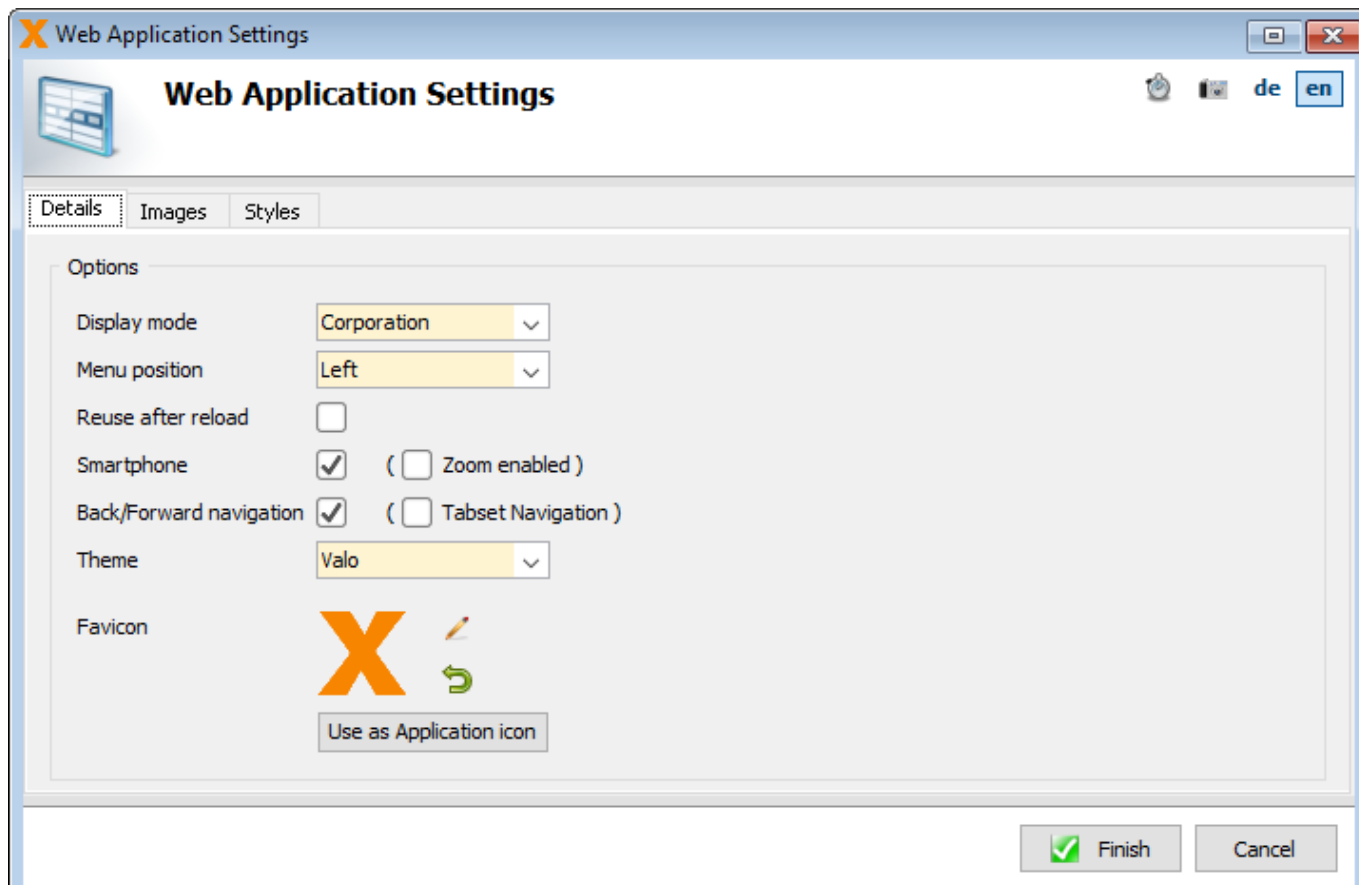 Web Application Settings
Web Application Settings
de en
Details Images Styles
Options
Display mode Corporation
Menu position Left
Reuse after reload
Smartphone ( Zoom enabled )
Back/Forward navigation ( Tabset Navigation )
Theme Valo
Favicon
Use as Application icon
Finish Cancel